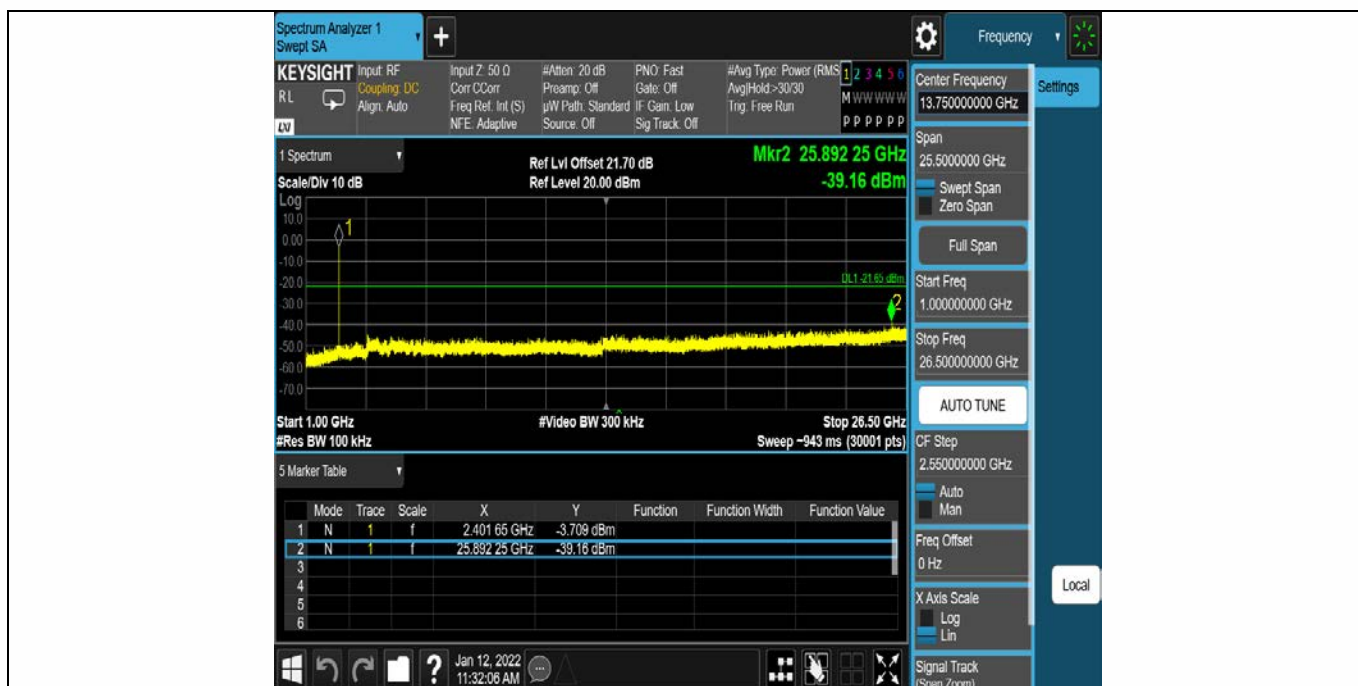 Spectrum Analyzer 1
Swept SA
+
Frequency
KEYSIGHT
RL
LXI
Input: RF
Coupling: DC
Align: Auto
Input Z: 50 Ω
Corr CCorr
Freq Ref: Int (S)
NFE: Adaptive
#Atten: 20 dB
Preamp: Off
µW Path: Standard
Source: Off
PNO: Fast
Gate: Off
IF Gain: Low
Sig Track: Off
#Avg Type: Power (RMS
Avg|Hold:>30/30
Trig: Free Run
1 2 3 4 5 6
M W W W W W
P P P P P P
1 Spectrum
Scale/Div 10 dB
Ref Lvl Offset 21.70 dB
Ref Level 20.00 dBm
Mkr2 25.892 25 GHz
-39.16 dBm
Log
10.0
0.00
-10.0
-20.0
-30.0
-40.0
-50.0
-60.0
-70.0
1
DL1 -21.65 dBm
2
Start 1.00 GHz
#Video BW 300 kHz
Stop 26.50 GHz
#Res BW 100 kHz
Sweep ~943 ms (30001 pts)
5 Marker Table
Mode Trace Scale X Y Function Function Width Function Value
1 N 1 f 2.401 65 GHz -3.709 dBm
2 N 1 f 25.892 25 GHz -39.16 dBm
3
4
5
6
Jan 12, 2022
11:32:06 AM
?
Center Frequency
13.75000000 GHz
Span
25.5000000 GHz
Swept Span
Zero Span
Full Span
Start Freq
1.000000000 GHz
Stop Freq
26.500000000 GHz
AUTO TUNE
CF Step
2.550000000 GHz
Auto
Man
Freq Offset
0 Hz
X Axis Scale
Log
Lin
Signal Track
(Span Zoom)
Settings
Local